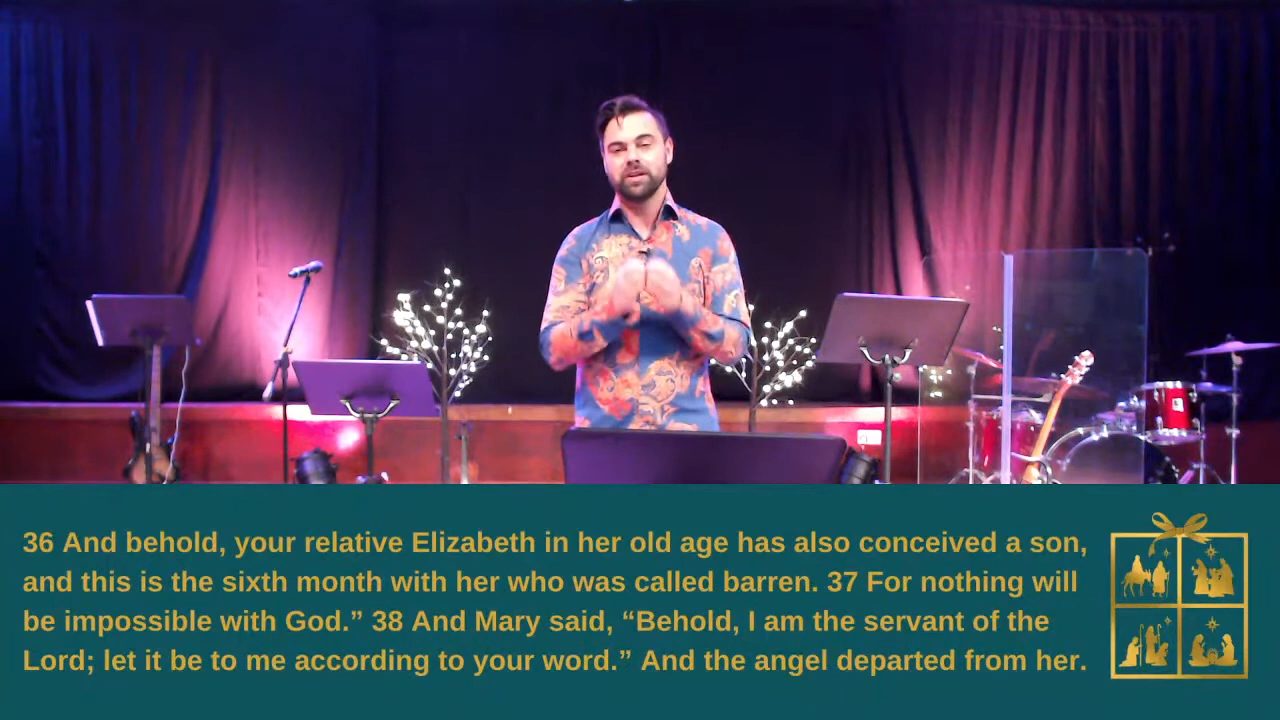 36 And behold, your relative Elizabeth in her old age has also conceived a son,
and this is the sixth month with her who was called barren. 37 For nothing will
be impossible with God.” 38 And Mary said, “Behold, I am the servant of the
Lord; let it be to me according to your word.” And the angel departed from her.